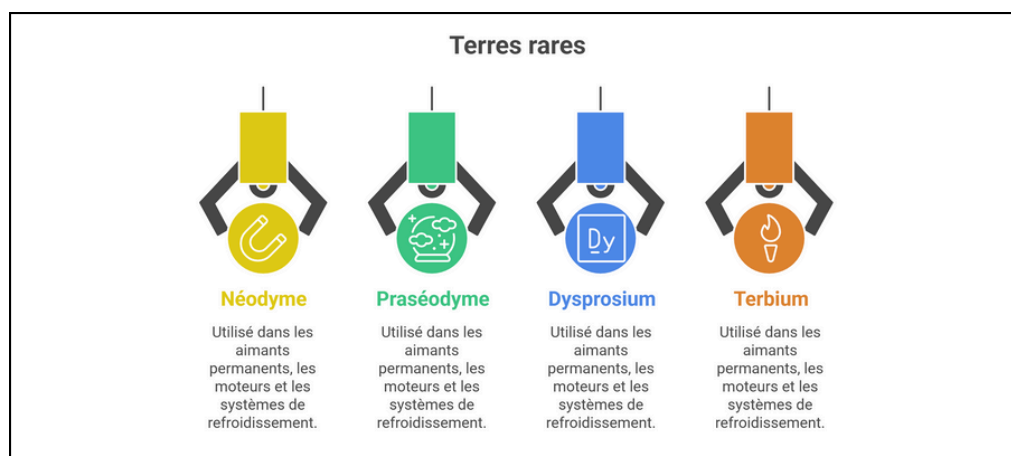 Terres rares
Dy
Néodyme
Utilisé dans les
aimants
permanents, les
moteurs et les
systèmes de
refroidissement.
Praséodyme
Utilisé dans les
aimants
permanents, les
moteurs et les
systèmes de
refroidissement.
Dysprosium
Utilisé dans les
aimants
permanents, les
moteurs et les
systèmes de
refroidissement.
Terbium
Utilisé dans les
aimants
permanents, les
moteurs et les
systèmes de
refroidissement.